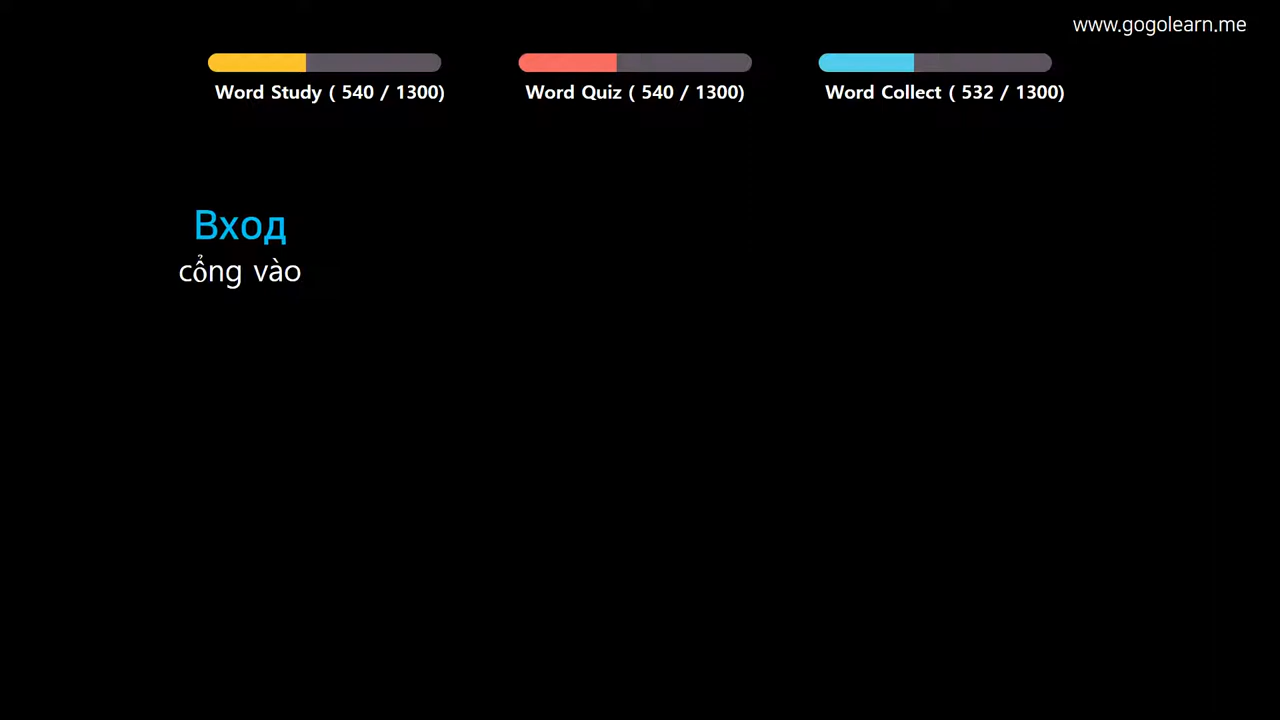 www.gogolearn.me
Word Study ( 540 / 1300)
Word Quiz ( 540 / 1300)
Word Collect ( 532 / 1300)
Вход
cổng vào